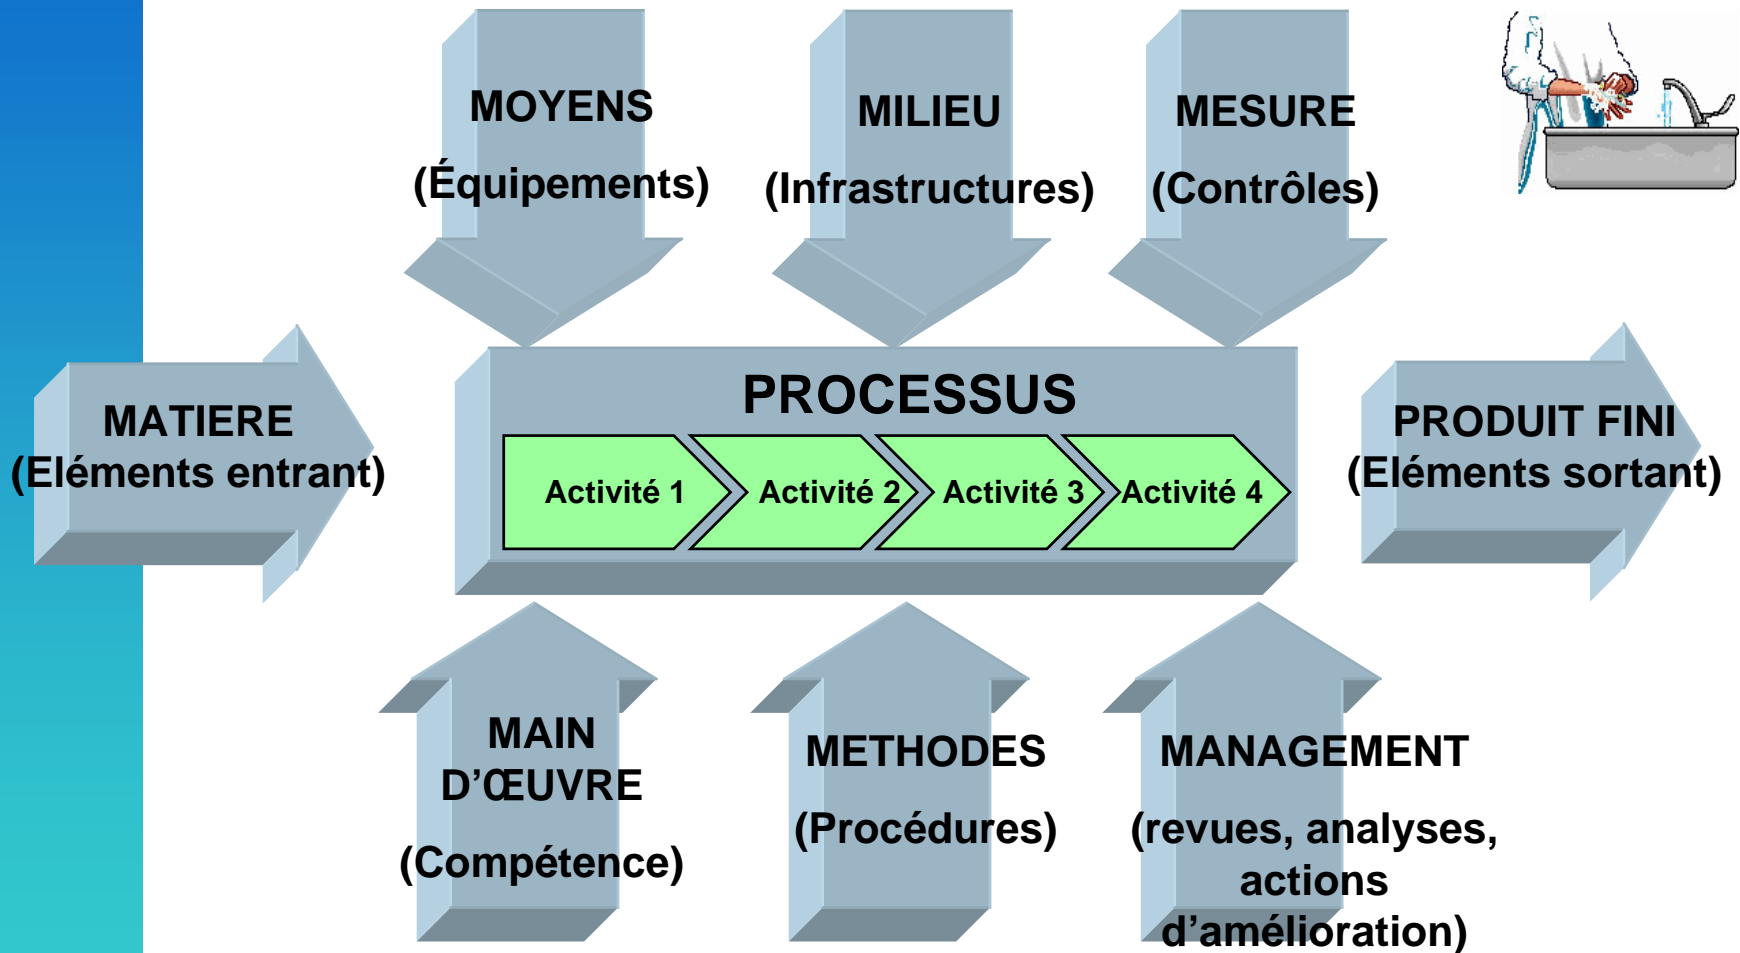 MOYENS
(Équipements)
MILIEU
(Infrastructures)
MESURE
(Contrôles)
MATIERE
(Eléments entrant)
PROCESSUS
Activité 1
Activité 2
Activité 3
Activité 4
PRODUIT FINI
(Eléments sortant)
MAIN
D’ŒUVRE
(Compétence)
METHODES
(Procédures)
MANAGEMENT
(revues, analyses,
actions
d’amélioration)